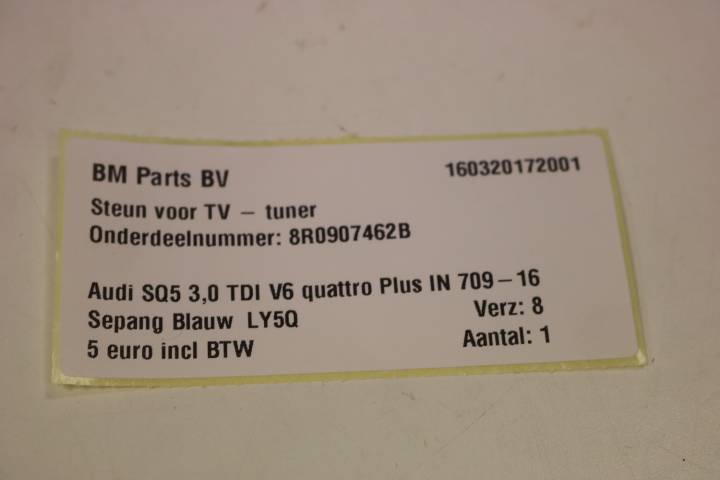 BM Parts BV 160320172001
Steun voor TV – tuner
Onderdeelnummer: 8R0907462B
Audi SQ5 3,0 TDI V6 quattro Plus IN 709–16
Sepang Blauw LY5Q Verz: 8
5 euro incl BTW Aantal: 1